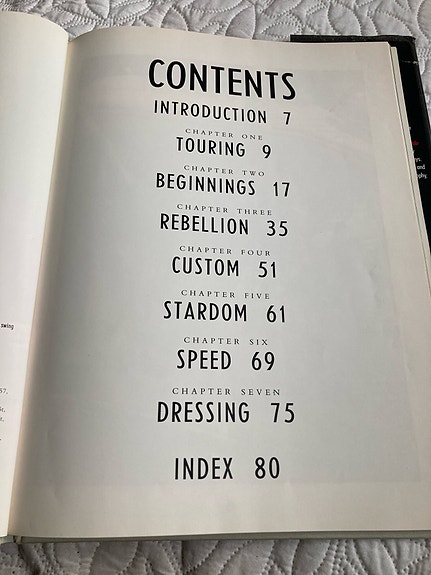 CONTENTS
INTRODUCTION 7
CHAPTER ONE
TOURING 9
CHAPTER TWO
BEGINNINGS 17
CHAPTER THREE
REBELLION 35
CHAPTER FOUR
CUSTOM 51
CHAPTER FIVE
STARDOM 61
CHAPTER SIX
SPEED 69
CHAPTER SEVEN
DRESSING 75
INDEX 80
swing